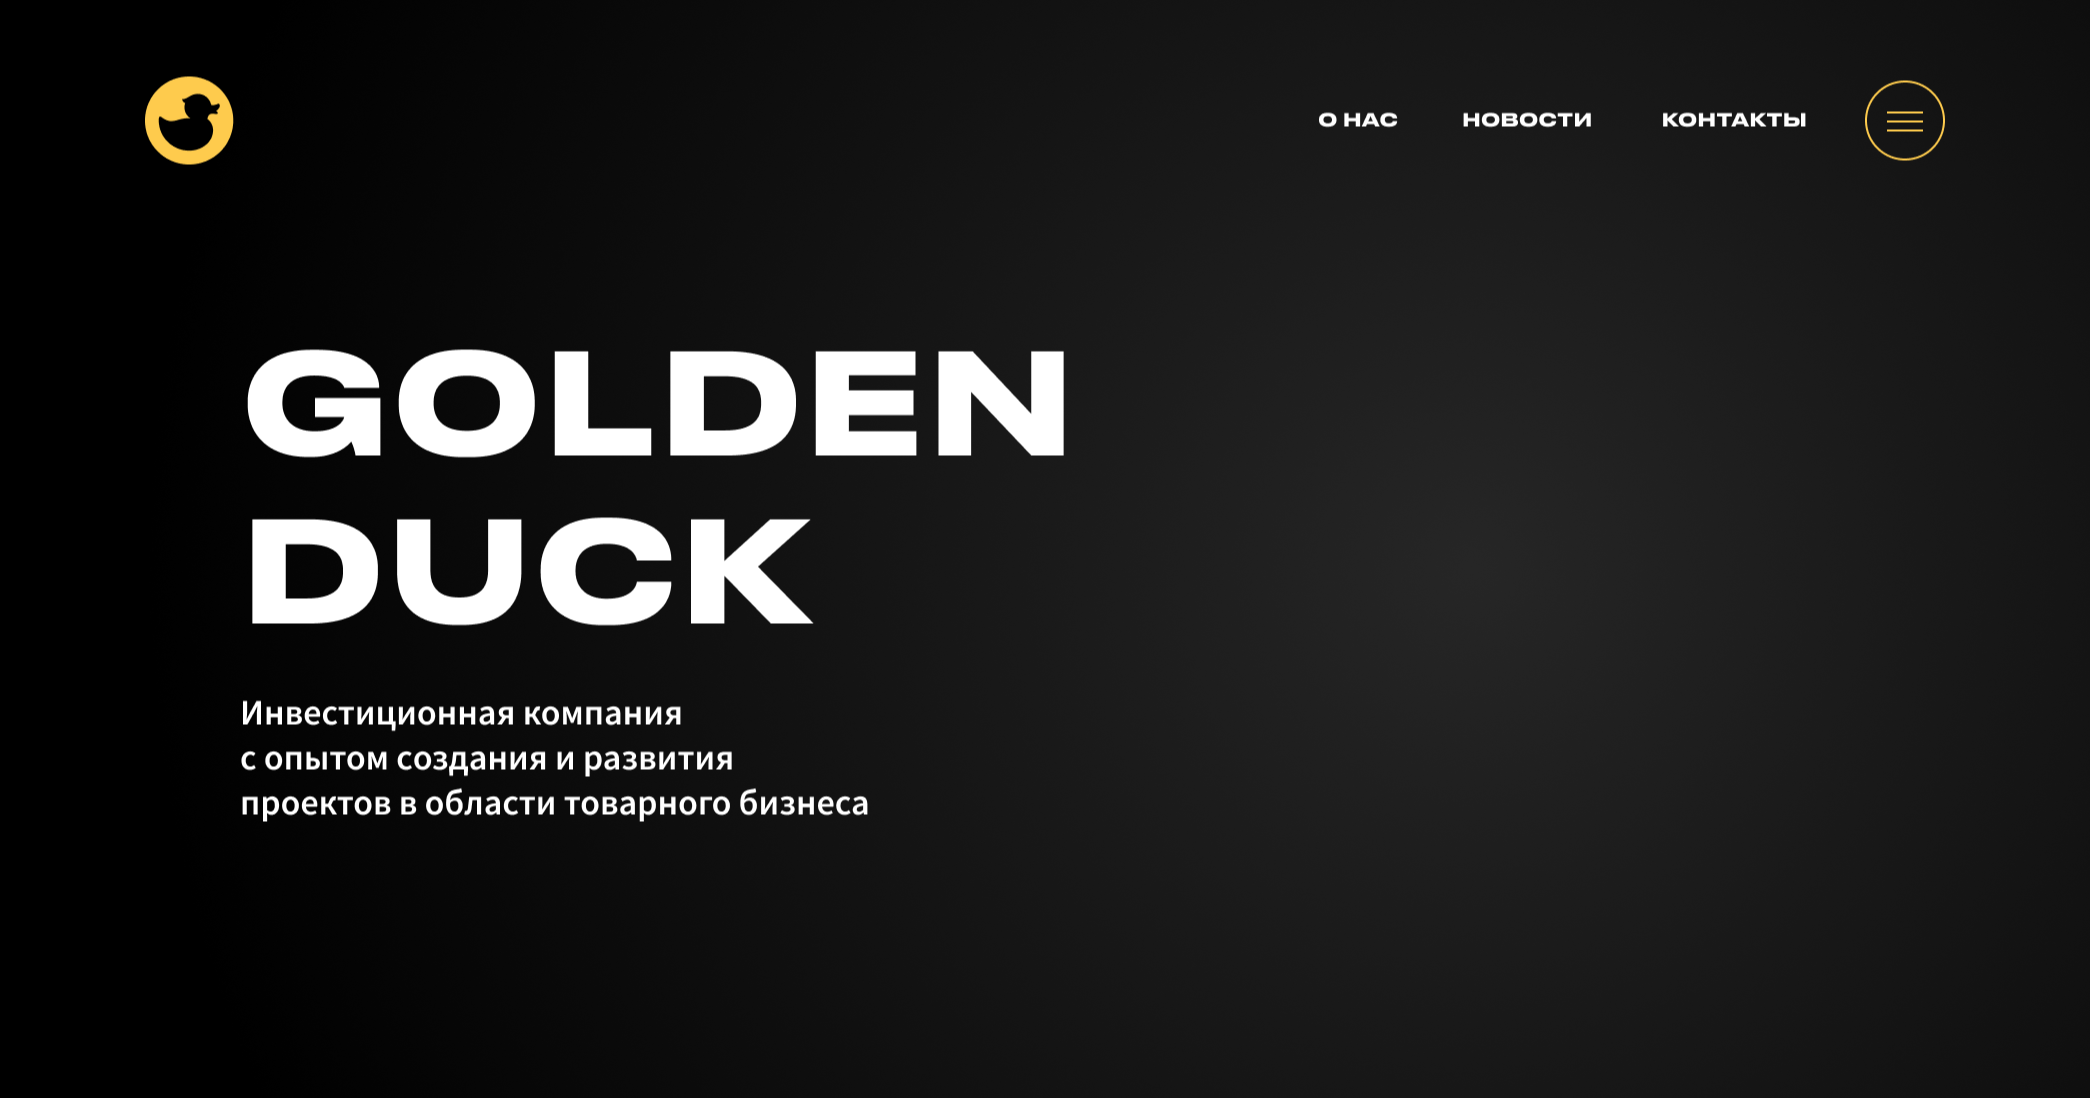 О НАС
НОВОСТИ
КОНТАКТЫ
GOLDEN
DUCK
Инвестиционная компания
с опытом создания и развития
проектов в области товарного бизнеса